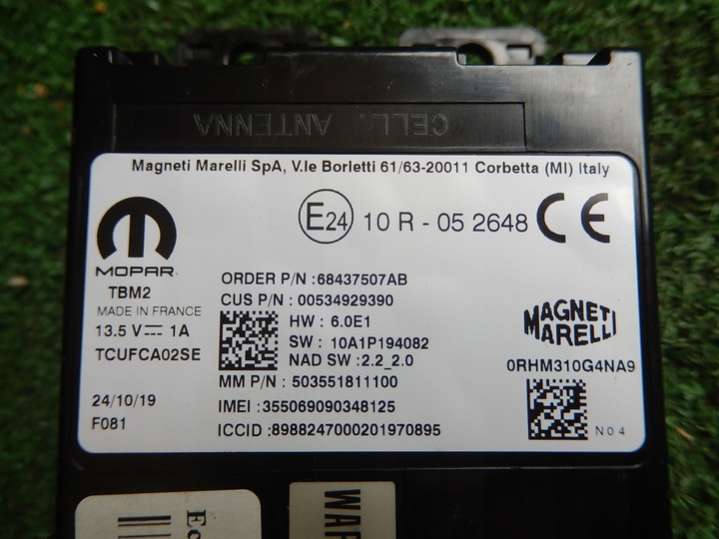 CELL. ANTENNA
Magneti Marelli SpA, V.le Borletti 61/63-20011 Corbetta (MI) Italy
E24 10 R - 05 2648 CE
MOPAR
TBM2
MADE IN FRANCE
13.5 V⎓ 1A
TCUFCA02SE
24/10/19
F081
ORDER P/N :68437507AB
CUS P/N : 00534929390
HW : 6.0E1
SW : 10A1P194082
NAD SW :2.2_2.0
MM P/N : 503551811100
IMEI :355069090348125
ICCID :8988247000201970895
MAGNETI
MARELLI
0RHM310G4NA9
N04